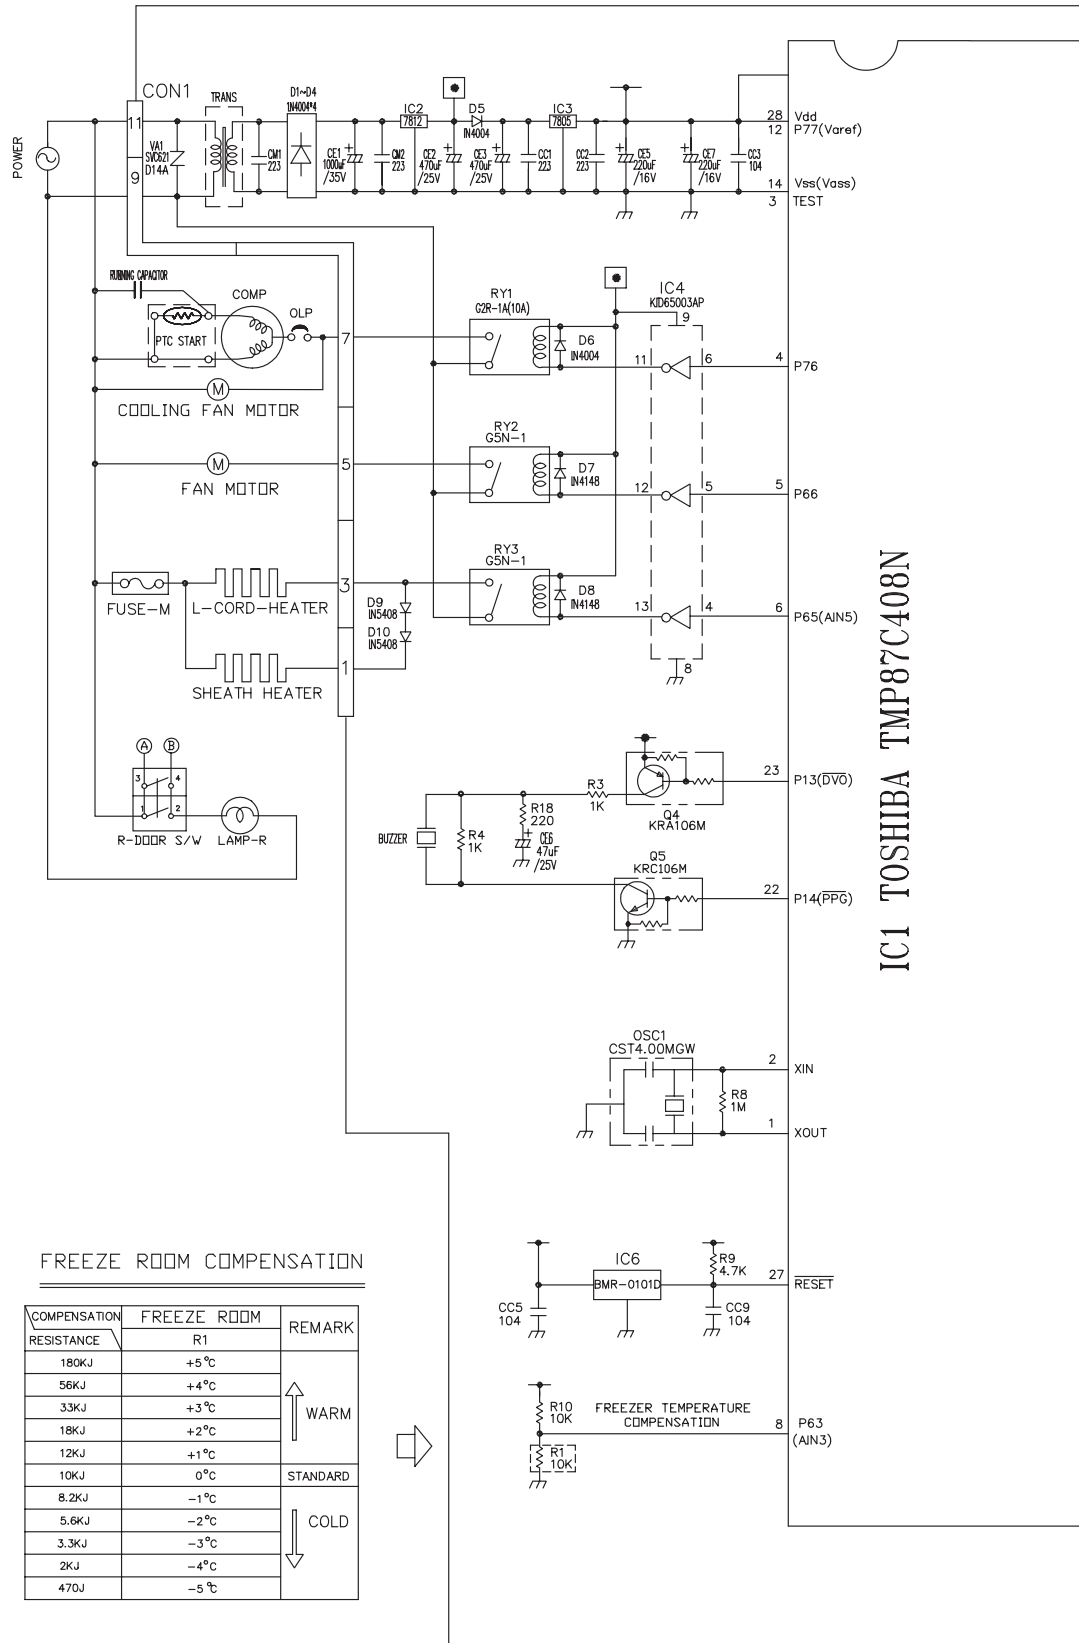 CON1
TRANS
D1~D4
1N4004*4
11
9
POWER
VA1
SVC621
D14A
CM1
223
CE1
1000uF
/35V
CM2
223
IC2
7812
CE2
470uF
/25V
D5
IN4004
CE3
470uF
/25V
CC1
223
IC3
7805
CC2
223
CE5
220uF
/16V
CE7
220uF
/16V
CC3
104
28 Vdd
12 P77(Varef)
14 Vss(Vass)
3 TEST
RUNNING CAPACITOR
COMP
OLP
PTC START
7
M
COOLING FAN MOTOR
M
FAN MOTOR
5
FUSE-M
L-CORD-HEATER
3
SHEATH HEATER
1
D9
IN5408
D10
IN5408
RY1
G2R-1A(10A)
D6
IN4004
RY2
G5N-1
D7
IN4148
RY3
G5N-1
D8
IN4148
IC4
KID65003AP
9
11 6
12 5
13 4
8
4 P76
5 P66
6 P65(AIN5)
IC1 TOSHIBA TMP87C408N
A B
3 4
1 2
R-DOOR S/W
LAMP-R
BUZZER
R4
1K
R18
220
CE6
47uF
/25V
R3
1K
Q4
KRA106M
Q5
KRC106M
23 P13(DVO)
22 P14(PPG)
OSC1
CST4.00MGW
R8
1M
2 XIN
1 XOUT
IC6
BMR-0101D
CC5
104
R9
4.7K
CC9
104
27 RESET
R10
10K
R1
10K
FREEZER TEMPERATURE
COMPENSATION
8 P63
(AIN3)
FREEZE ROOM COMPENSATION
COMPENSATION FREEZE ROOM REMARK
RESISTANCE R1
180KJ +5°C
56KJ +4°C
33KJ +3°C WARM
18KJ +2°C
12KJ +1°C
10KJ 0°C STANDARD
8.2KJ -1°C
5.6KJ -2°C COLD
3.3KJ -3°C
2KJ -4°C
470J -5°C